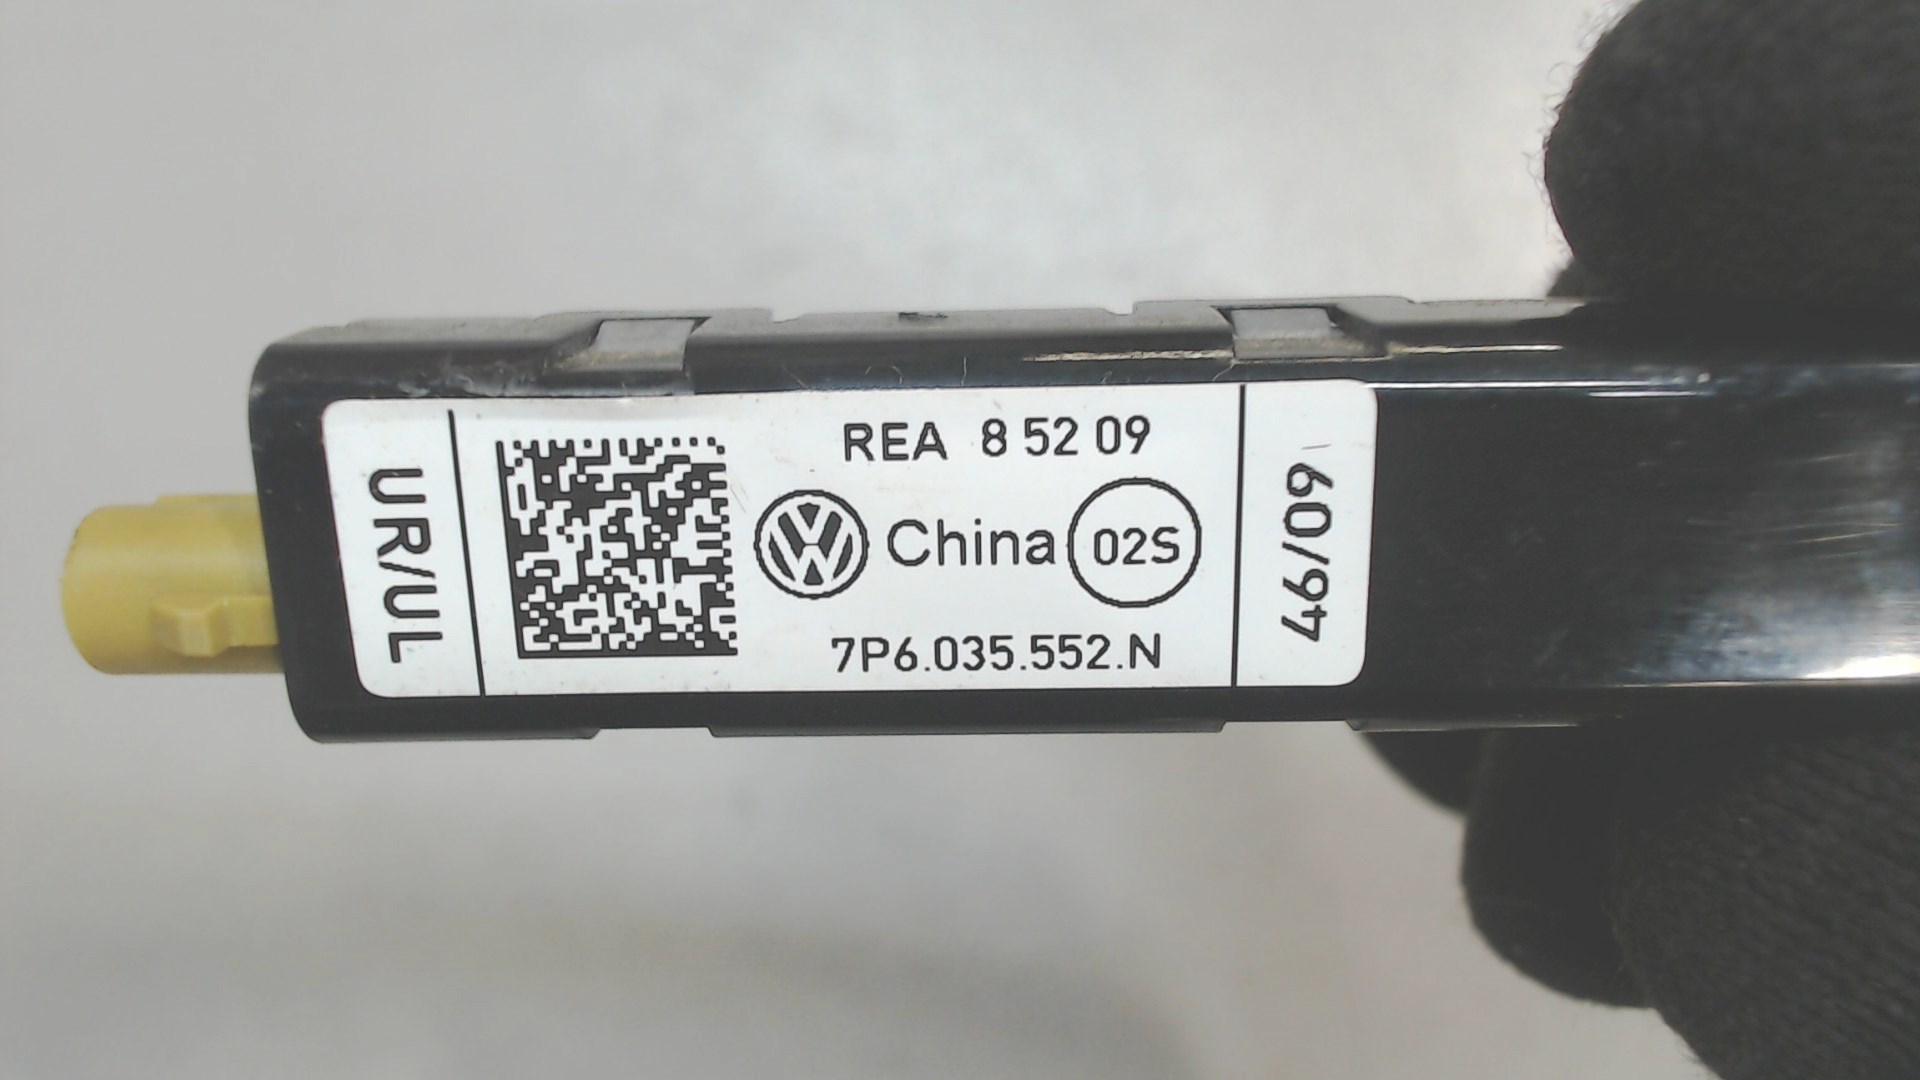 UR/UL
REA 8 52 09
China 02S
7P6.035.552.N
46/09